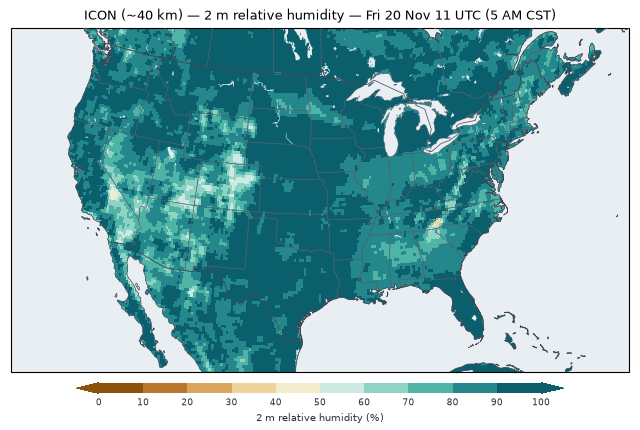 ICON (~40 km) — 2 m relative humidity — Fri 20 Nov 11 UTC (5 AM CST)
0 10 20 30 40 50 60 70 80 90 100
2 m relative humidity (%)